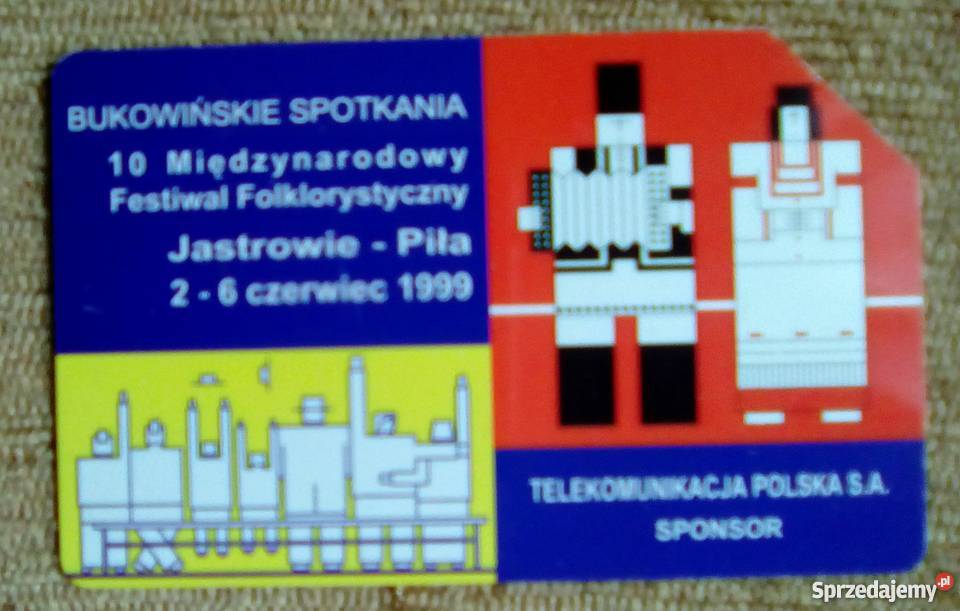 BUKOWIŃSKIE SPOTKANIA
10 Międzynarodowy
Festiwal Folklorystyczny
Jastrowie - Piła
2 - 6 czerwiec 1999
TELEKOMUNIKACJA POLSKA S.A.
SPONSOR
Sprzedajemy.pl